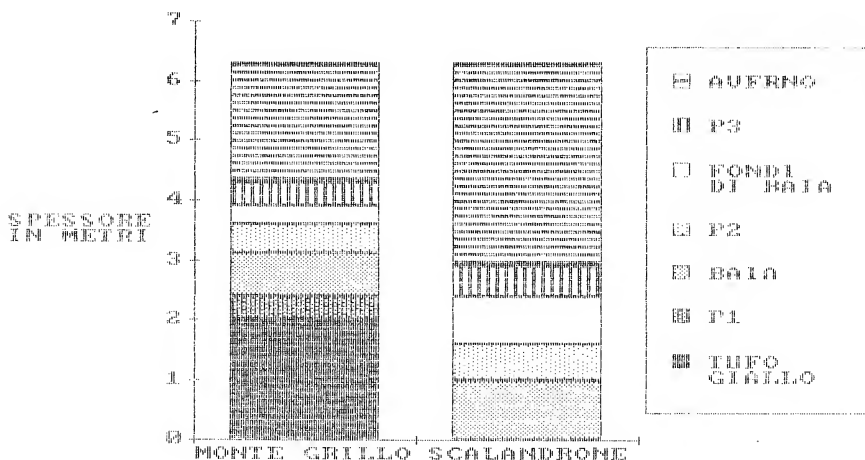 7
6
5
4
3
2
1
0
SPESSORE
IN METRI
MONTE GRILLO SCALANDRONE
AVERNO
P3
FONDI
DI BAIA
P2
BAIA
P1
TUFO
GIALLO